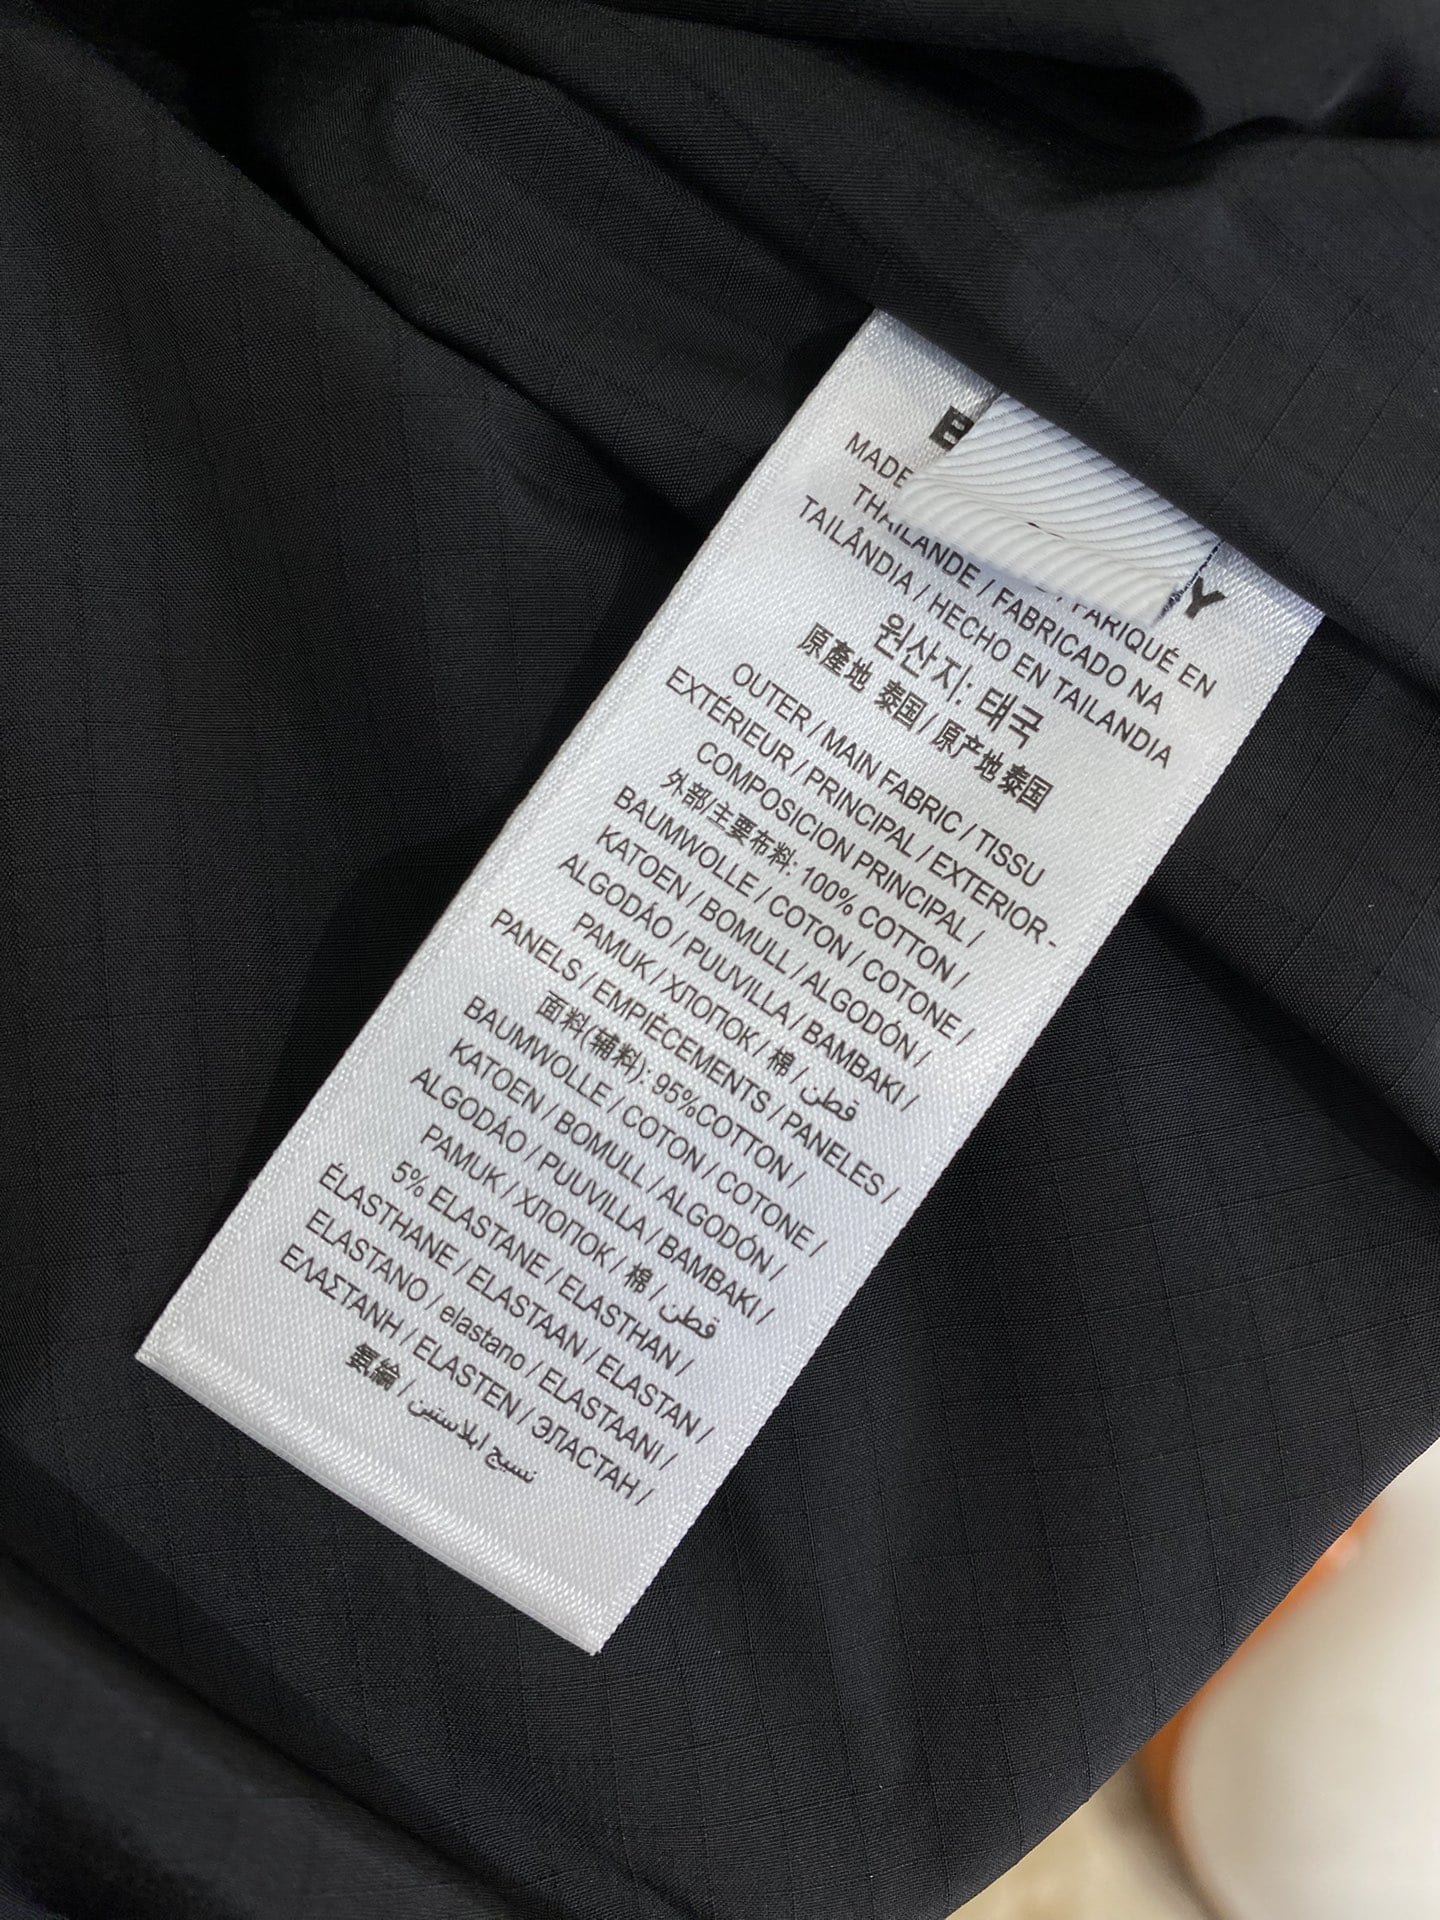 MADE
THAILANDE / FARIQUÉ EN
TAILÂNDIA / FABRICADO NA
HECHO EN TAILANDIA
원산지: 태국
原產地 泰国 / 原产地泰国
OUTER / MAIN FABRIC / TISSU
EXTÉRIEUR / PRINCIPAL / EXTERIOR -
COMPOSICION PRINCIPAL /
外部/主要布料: 100% COTTON /
BAUMWOLLE / COTON / COTONE /
KATOEN / BOMULL / ALGODÓN /
ALGODÁO / PUUVILLA / BAMBAKI /
PAMUK / ХЛОПОК / 棉 / قطن
PANELS / EMPIÈCEMENTS / PANELES /
面料(辅料): 95%COTTON /
BAUMWOLLE / COTON / COTONE /
KATOEN / BOMULL / ALGODÓN /
ALGODÁO / PUUVILLA / BAMBAKI /
PAMUK / ХЛОПОК / 棉 / قطن
5% ELASTANE / ELASTHAN /
ÉLASTHANE / ELASTAAN / ELASTAN /
ELASTANO / elastano / ELASTAANI /
ΕΛΑΣΤΑΝΗ / ELASTEN / ЭЛАСТАН /
氨綸 / نسيج ايلاستين